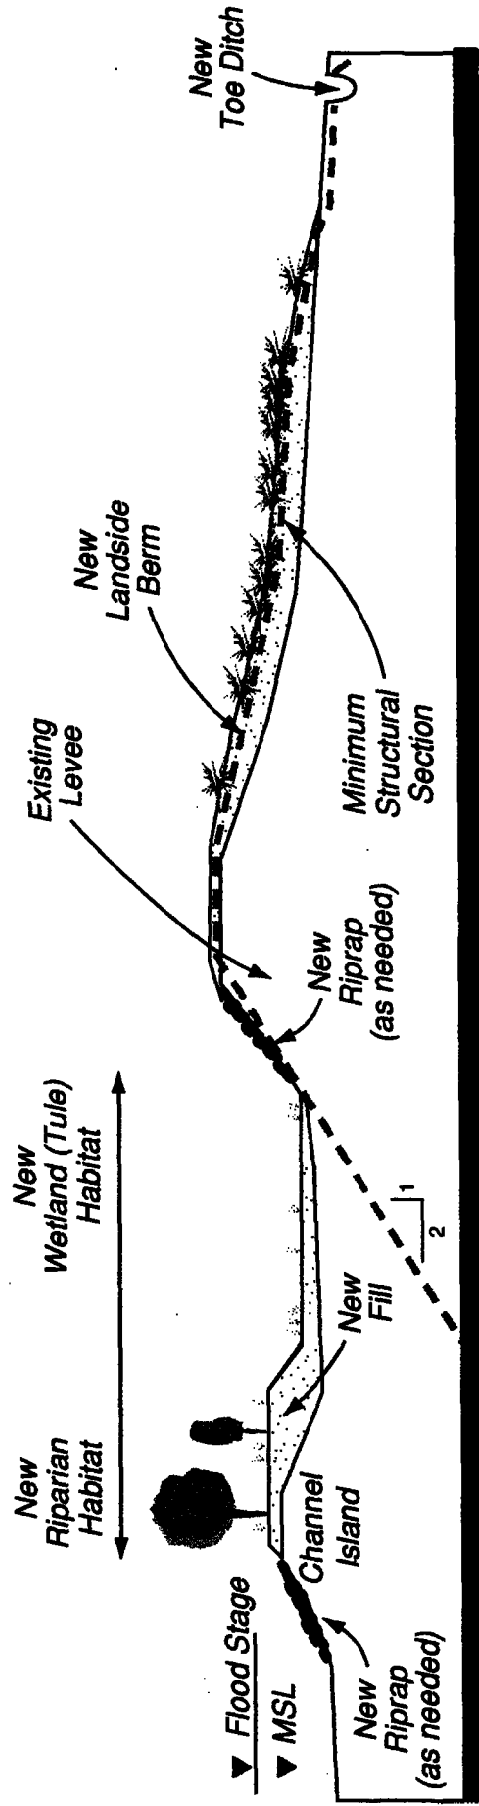 New
Riparian
Habitat
New
Wetland (Tule)
Habitat
Existing
Levee
New
Landside
Berm
New
Toe Ditch
Flood Stage
MSL
New
Riprap
(as needed)
Channel
Island
New
Fill
2
1
New
Riprap
(as needed)
Minimum
Structural
Section